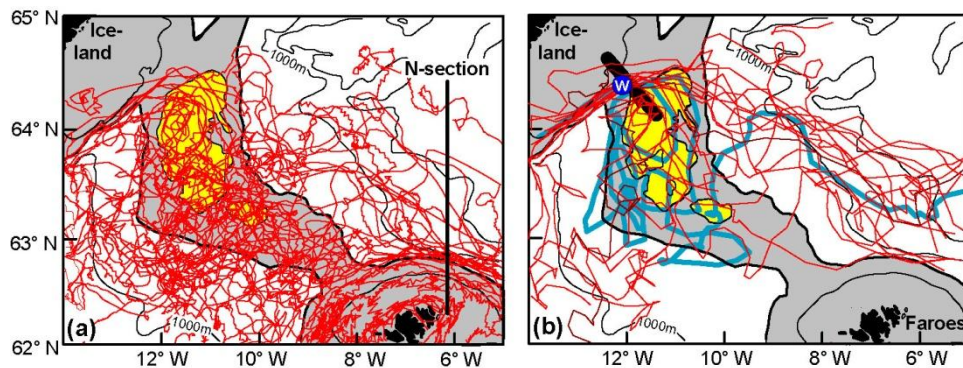 65° N
Ice-
land
1000m
N-section
64° N
63° N
1000m
(a)
62° N
12° W
10° W
8° W
6° W
Ice-
land
W
1000m
1000m
(b)
Faroes
12° W
10° W
8° W
6° W